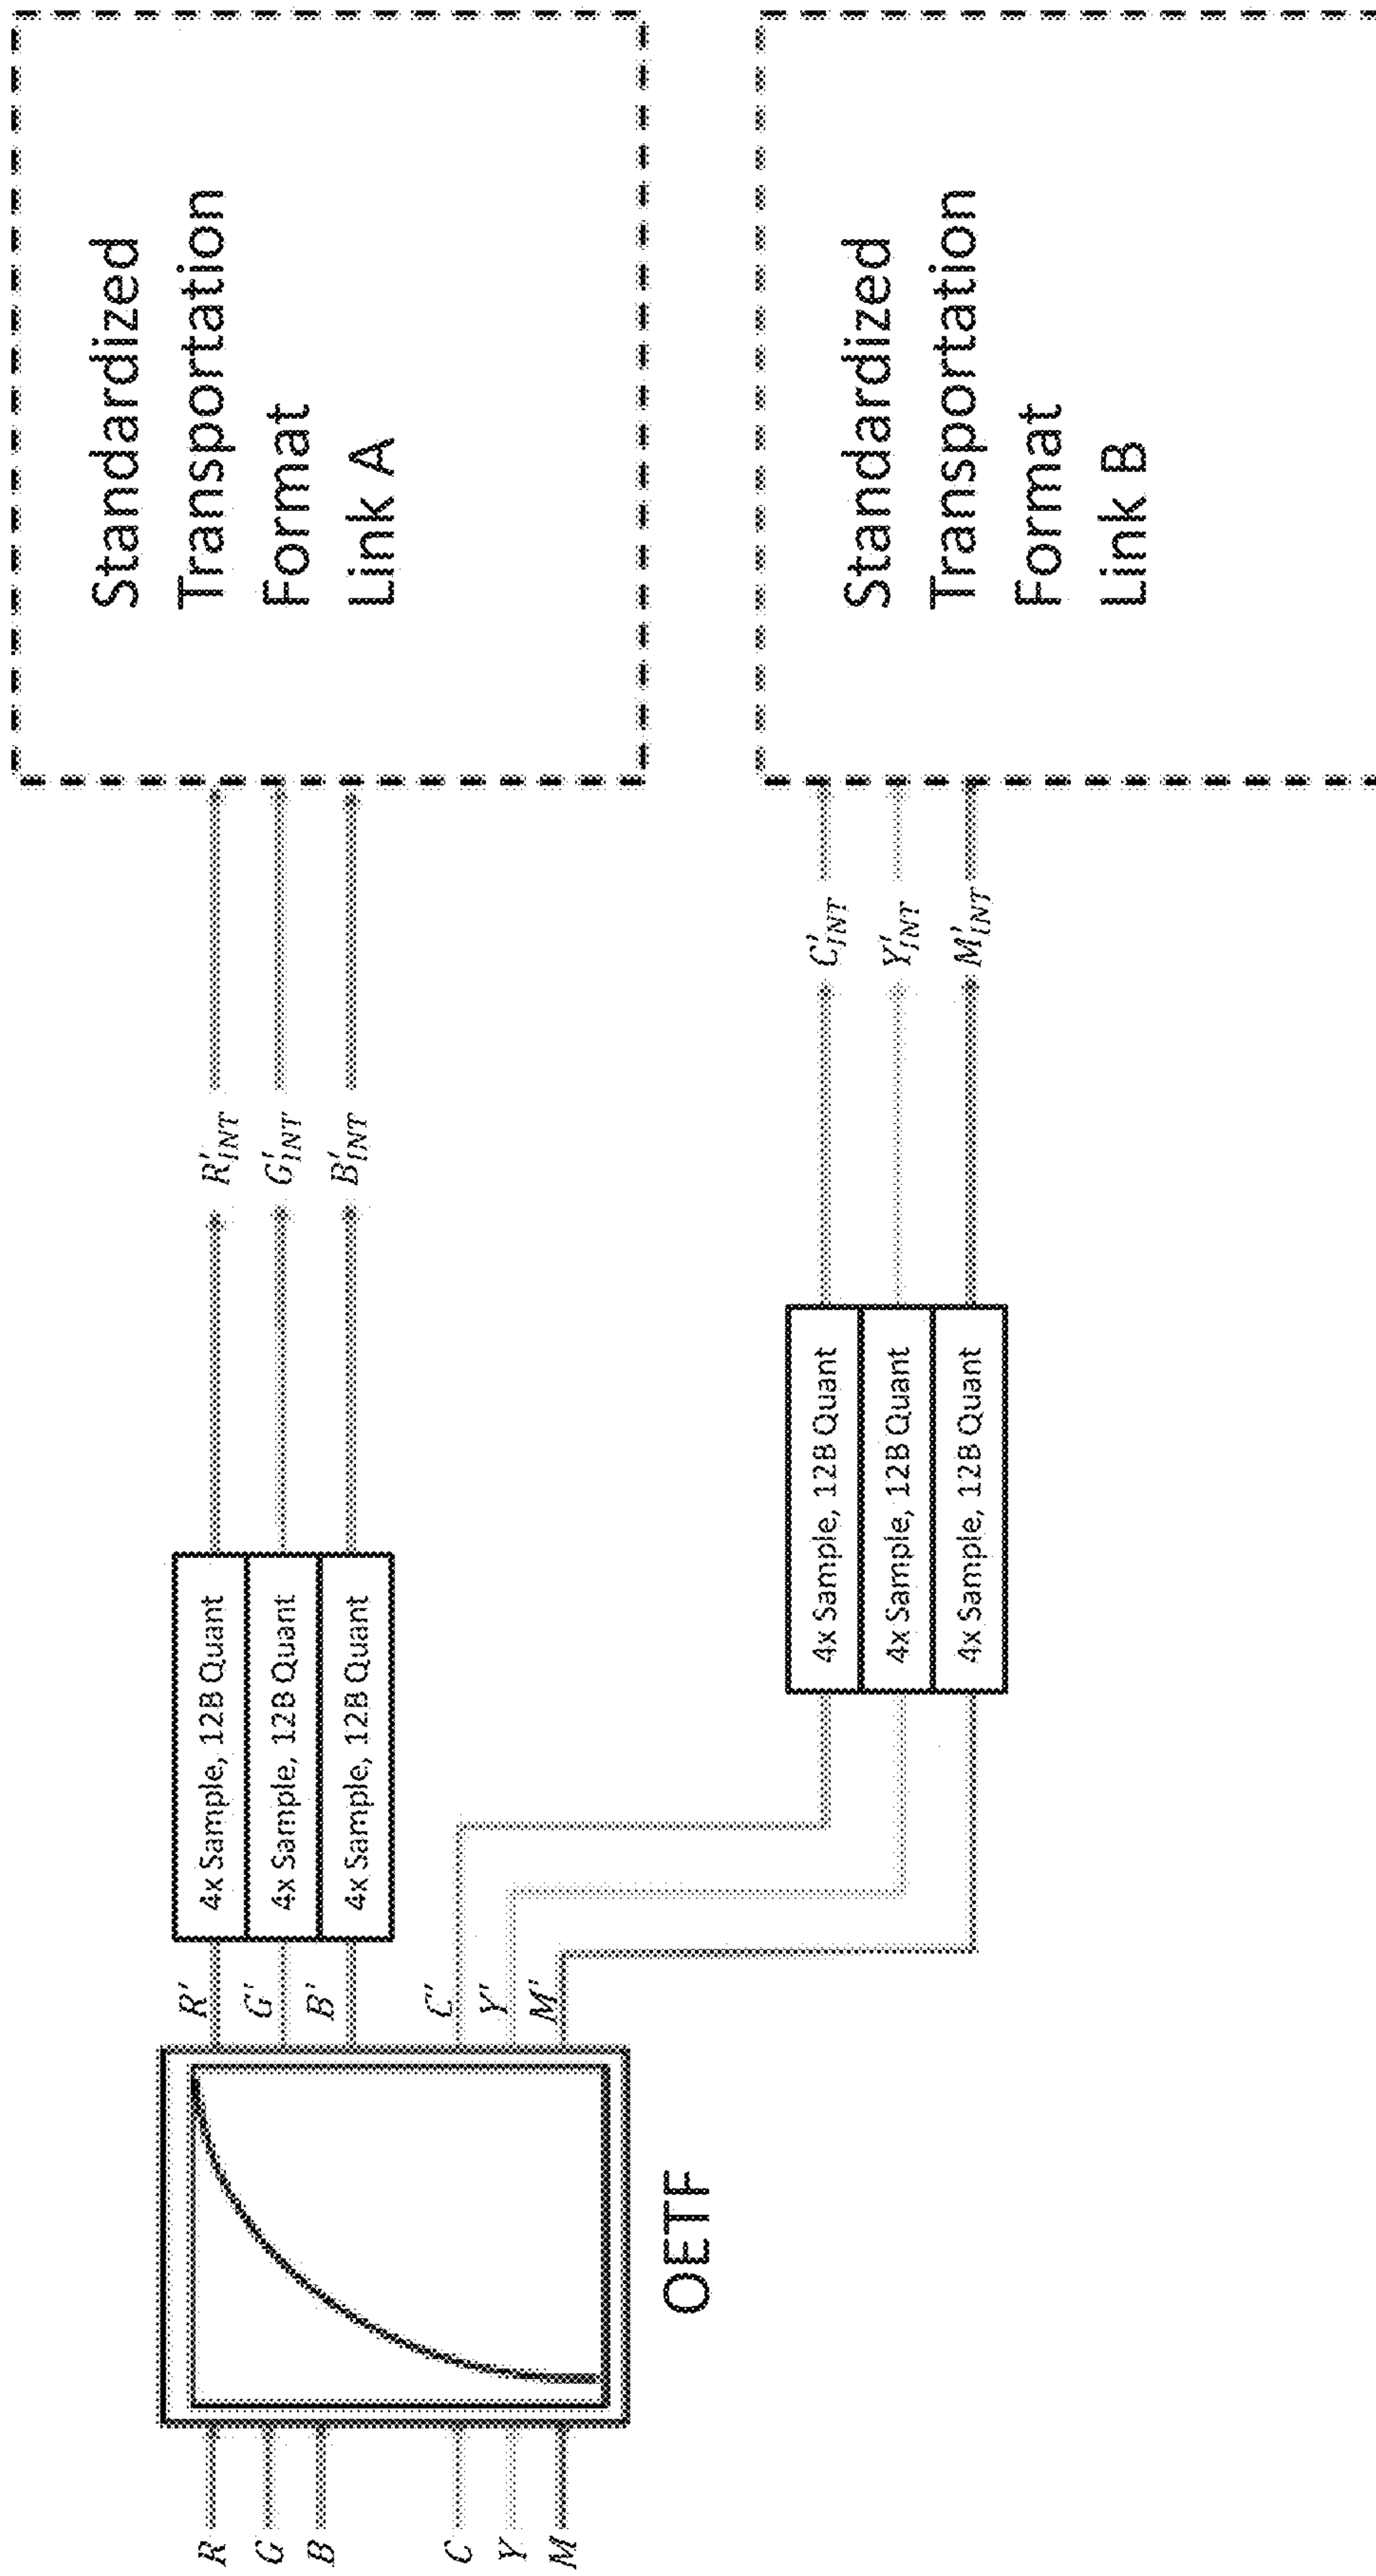 R
G
B
C
Y
M
OETF
R'
G'
B'
C'
Y'
M'
4x Sample, 12B Quant
4x Sample, 12B Quant
4x Sample, 12B Quant
4x Sample, 12B Quant
4x Sample, 12B Quant
4x Sample, 12B Quant
R'INT
G'INT
B'INT
C'INT
Y'INT
M'INT
Standardized
Transportation
Format
Link A
Standardized
Transportation
Format
Link B